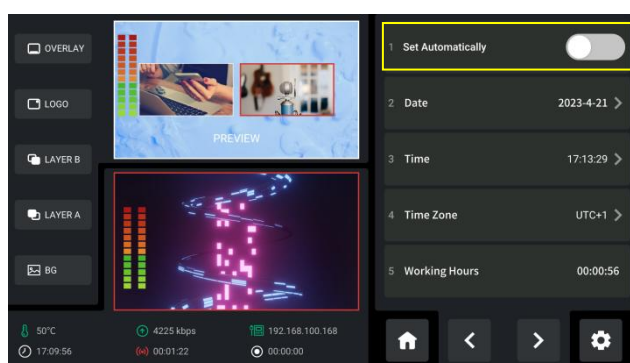 OVERLAY
LOGO
LAYER B
LAYER A
BG
PREVIEW
50°C
4225 kbps
192.168.100.168
17:09:56
(M) 00:01:22
00:00:00
1 Set Automatically
2 Date 2023-4-21 >
3 Time 17:13:29 >
4 Time Zone UTC+1 >
5 Working Hours 00:00:56